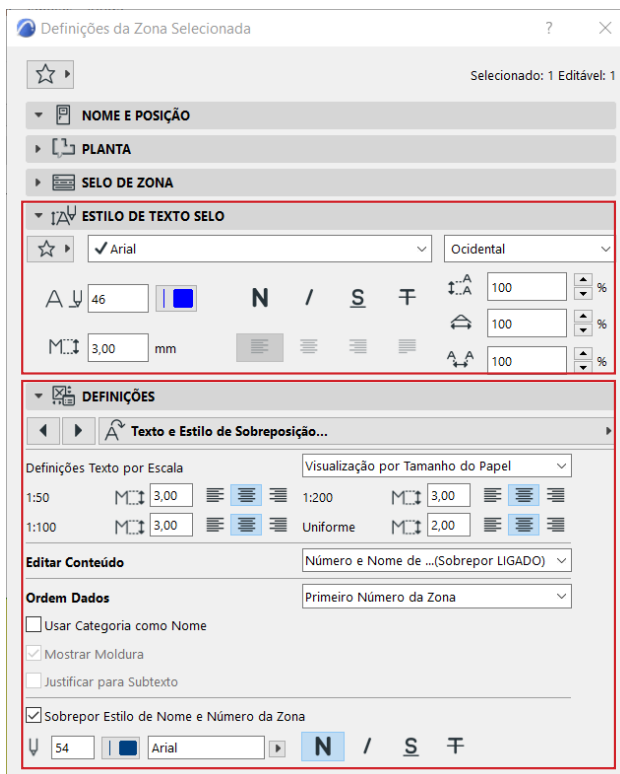 Definições da Zona Selecionada ? ×
Selecionado: 1 Editável: 1
NOME E POSIÇÃO
PLANTA
SELO DE ZONA
ESTILO DE TEXTO SELO
Arial Ocidental
46 N / S T 100 %
100 %
3,00 mm 100 %
DEFINIÇÕES
Texto e Estilo de Sobreposição...
Definições Texto por Escala Visualização por Tamanho do Papel
1:50 3,00 1:200 3,00
1:100 3,00 Uniforme 2,00
Editar Conteúdo Número e Nome de ...(Sobrepor LIGADO)
Ordem Dados Primeiro Número da Zona
Usar Categoria como Nome
Mostrar Moldura
Justificar para Subtexto
Sobrepor Estilo de Nome e Número da Zona
54 Arial N / S T